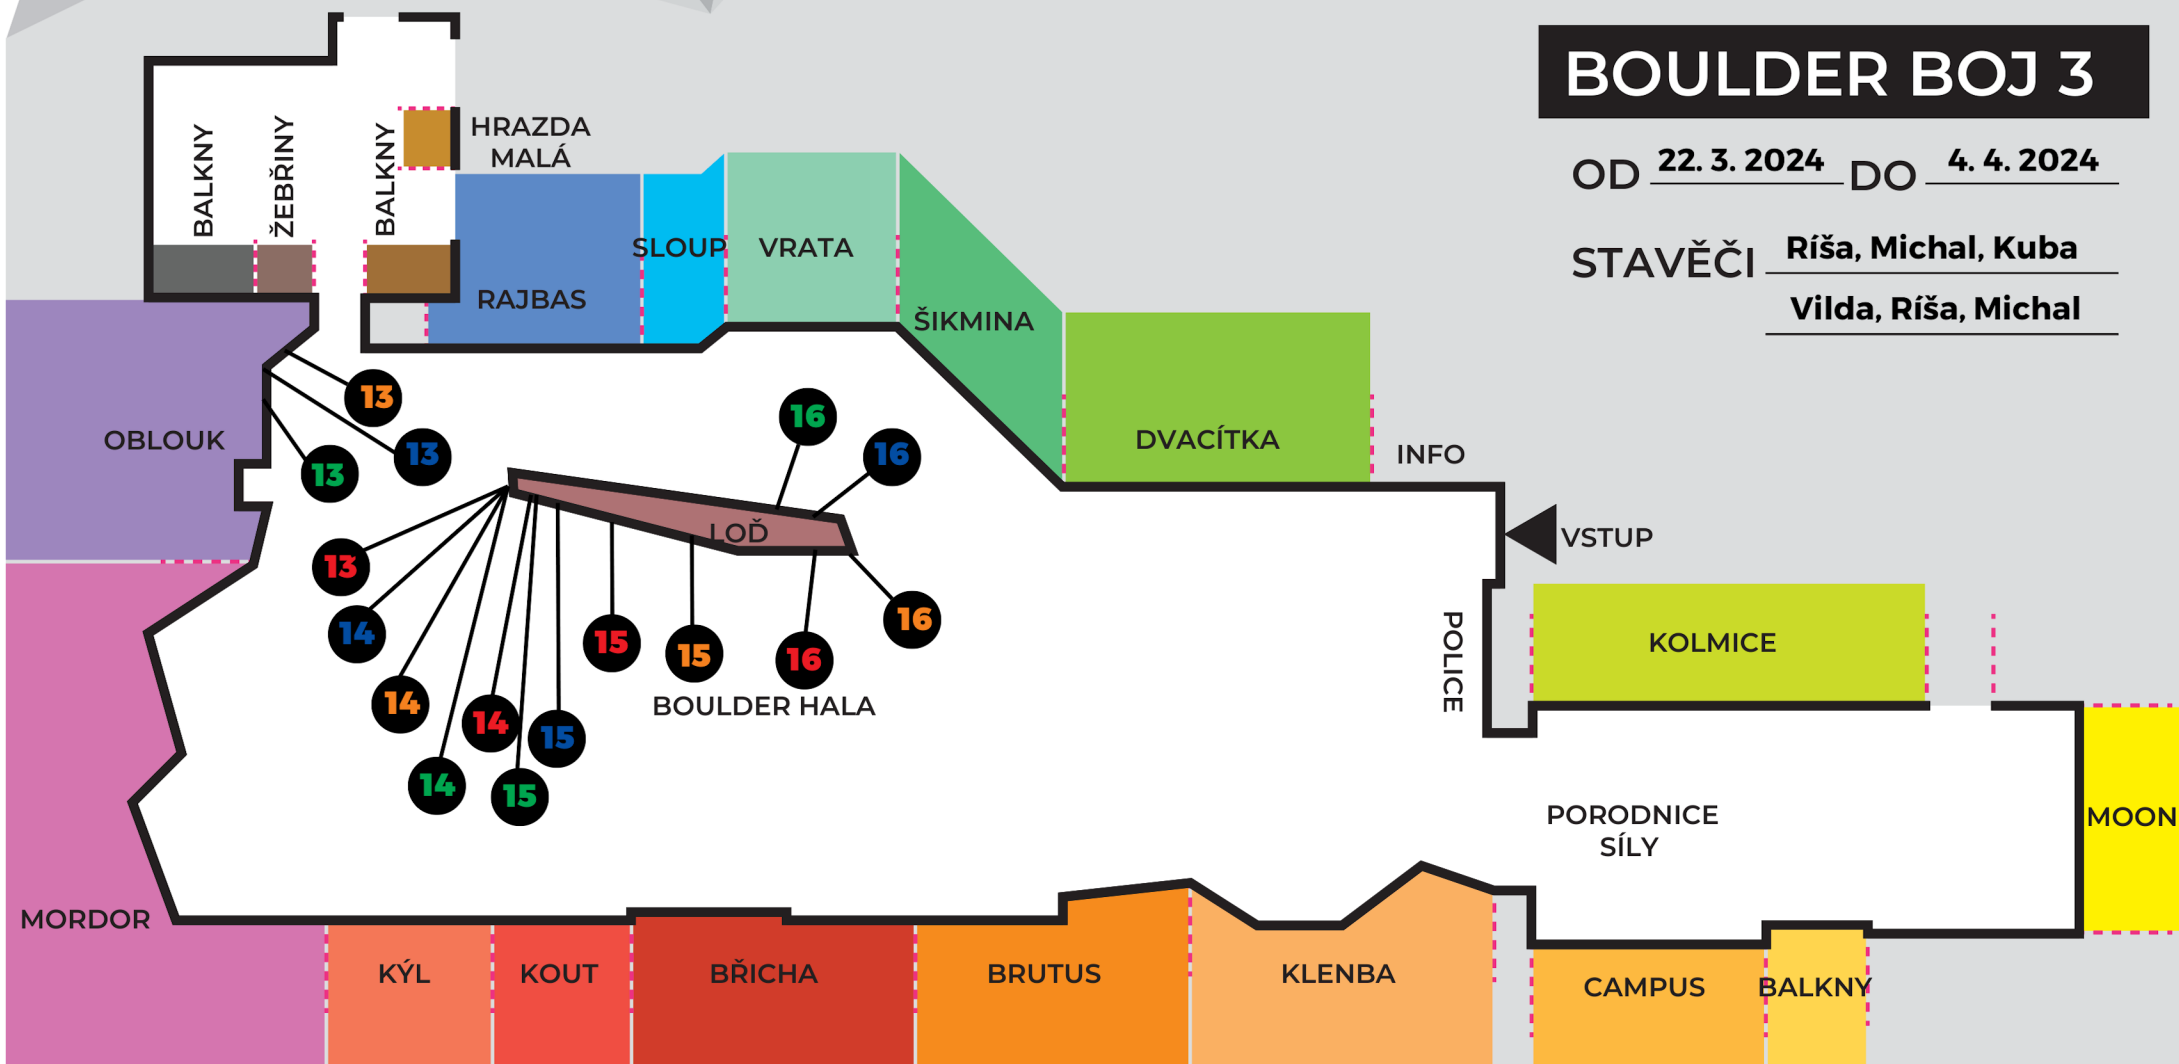 BOULDER BOJ 3
OD 22. 3. 2024 DO 4. 4. 2024
STAVĚČI Ríša, Michal, Kuba
Vilda, Ríša, Michal
BALKNY
ŽEBŘINY
BALKNY
HRAZDA
MALÁ
RAJBAS
SLOUP
VRATA
ŠIKMINA
DVACÍTKA
INFO
VSTUP
OBLOUK
13
13
13
16
16
LOĎ
13
14
14
14
14
15
15
15
15
16
16
BOULDER HALA
POLICE
KOLMICE
PORODNICE
SÍLY
MOON
MORDOR
KÝL
KOUT
BŘICHA
BRUTUS
KLENBA
CAMPUS
BALKNY